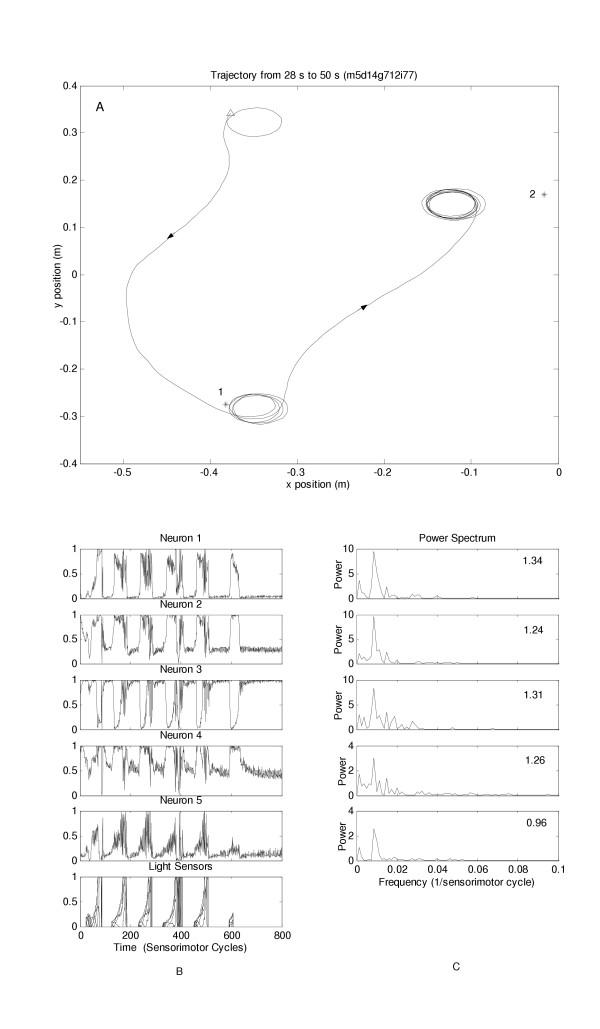 Trajectory from 28 s to 50 s (m5d14g712i77)
0.4
A
0.3
0.2
2
0.1
y position (m)
0
-0.1
-0.2
1
-0.3
-0.4
-0.5 -0.4 -0.3 -0.2 -0.1 0
x position (m)
Neuron 1
1
0.5
0
Neuron 2
1
0.5
0
Neuron 3
1
0.5
0
Neuron 4
1
0.5
0
Neuron 5
1
0.5
0
Light Sensors
1
0.5
0
0 200 400 600 800
Time (Sensorimotor Cycles)
B
Power Spectrum
10
1.34
Power
5
0
10
1.24
Power
5
0
10
1.31
Power
5
0
4
1.26
Power
2
0
4
0.96
Power
2
0
0 0.02 0.04 0.06 0.08 0.1
Frequency (1/sensorimotor cycle)
C